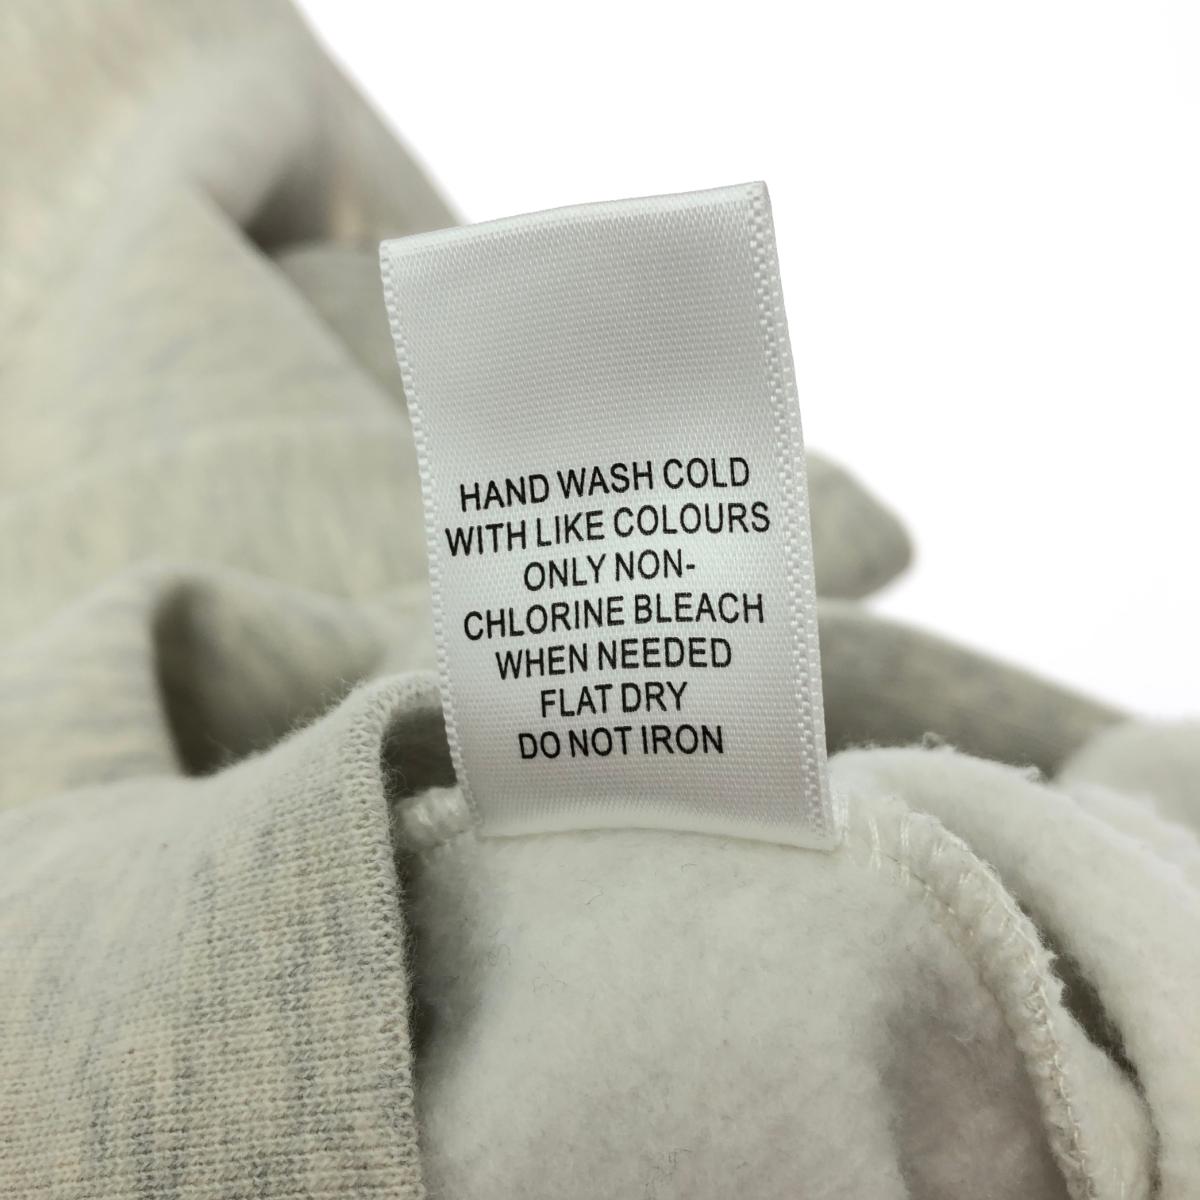 HAND WASH COLD
WITH LIKE COLOURS
ONLY NON-
CHLORINE BLEACH
WHEN NEEDED
FLAT DRY
DO NOT IRON